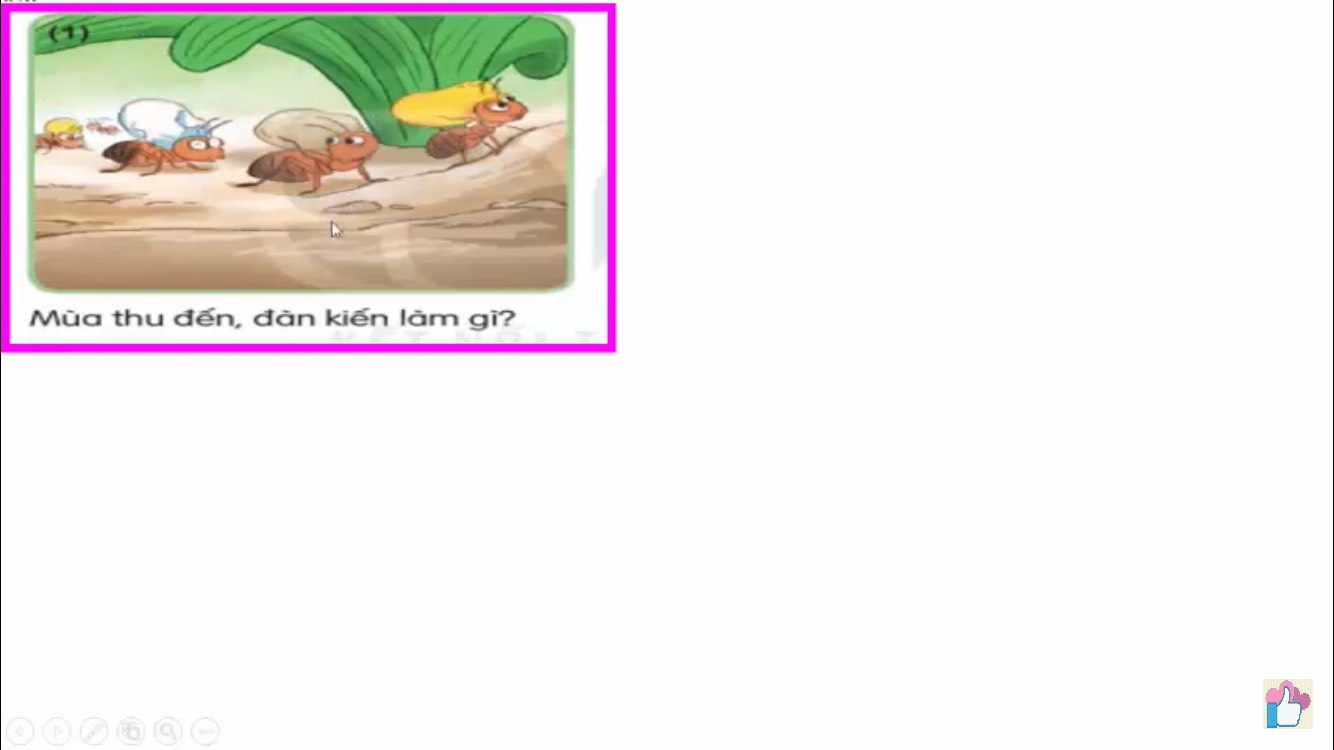 (1)
Mùa thu đến, đàn kiến làm gì?